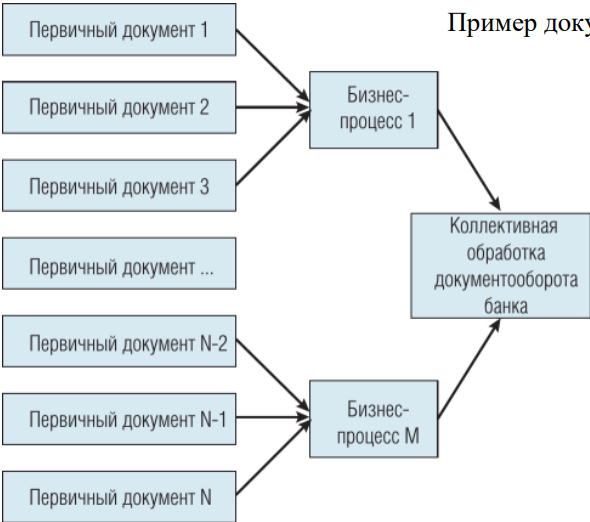 Пример
Первичный документ 1
Первичный документ 2
Первичный документ 3
Первичный документ ...
Первичный документ N-2
Первичный документ N-1
Первичный документ N
Бизнес-
процесс 1
Бизнес-
процесс M
Коллективная
обработка
документооборота
банка